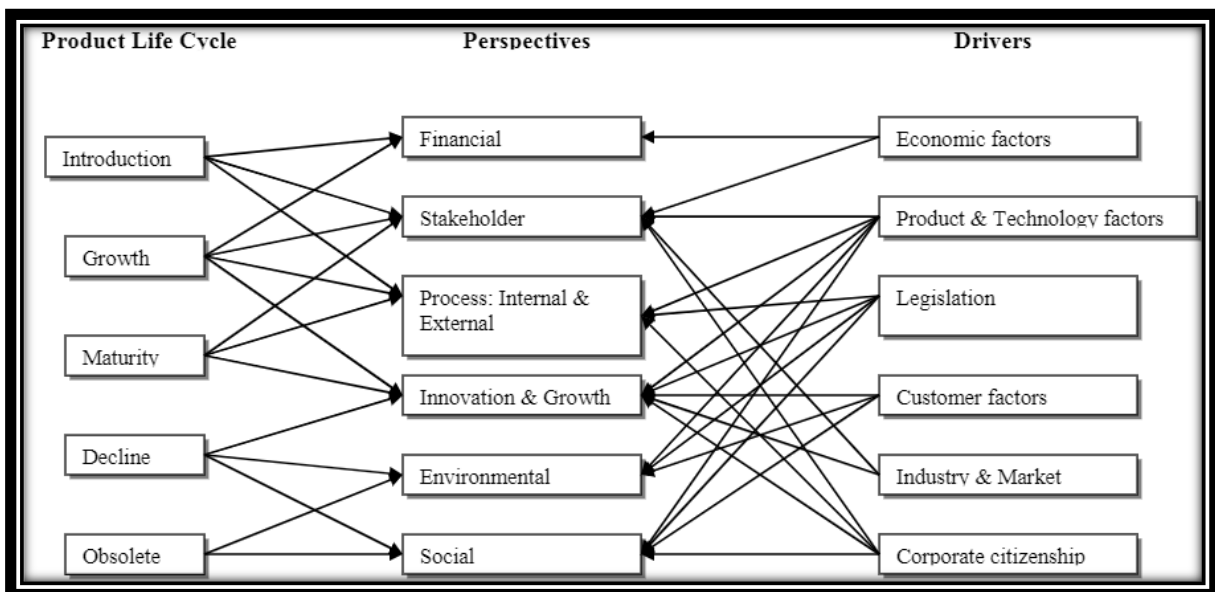 Product Life Cycle
Perspectives
Drivers
Introduction
Growth
Maturity
Decline
Obsolete
Financial
Stakeholder
Process: Internal &
External
Innovation & Growth
Environmental
Social
Economic factors
Product & Technology factors
Legislation
Customer factors
Industry & Market
Corporate citizenship